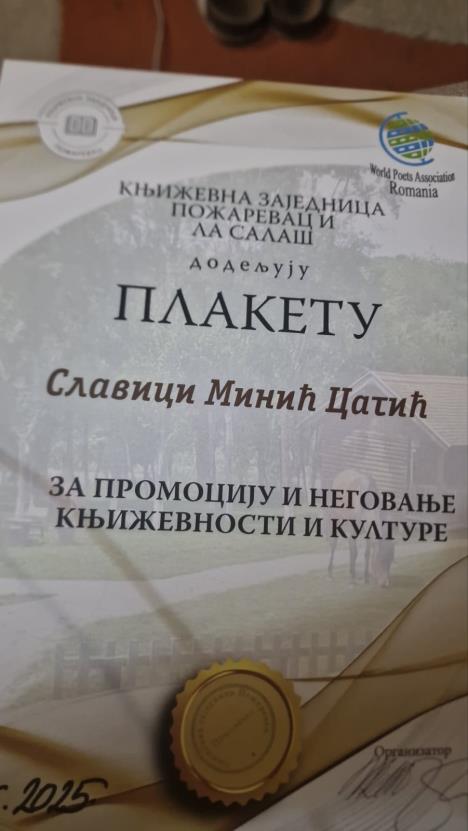 World Poets Association
Romania
КЊИЖЕВНА ЗАЈЕДНИЦА
ПОЖАРЕВАЦ И
ЛА САЛАШ
додељују
ПЛАКЕТУ
Славици Минић Цатић
ЗА ПРОМОЦИЈУ И НЕГОВАЊЕ
КЊИЖЕВНОСТИ И КУЛТУРЕ
Организатор
2025.